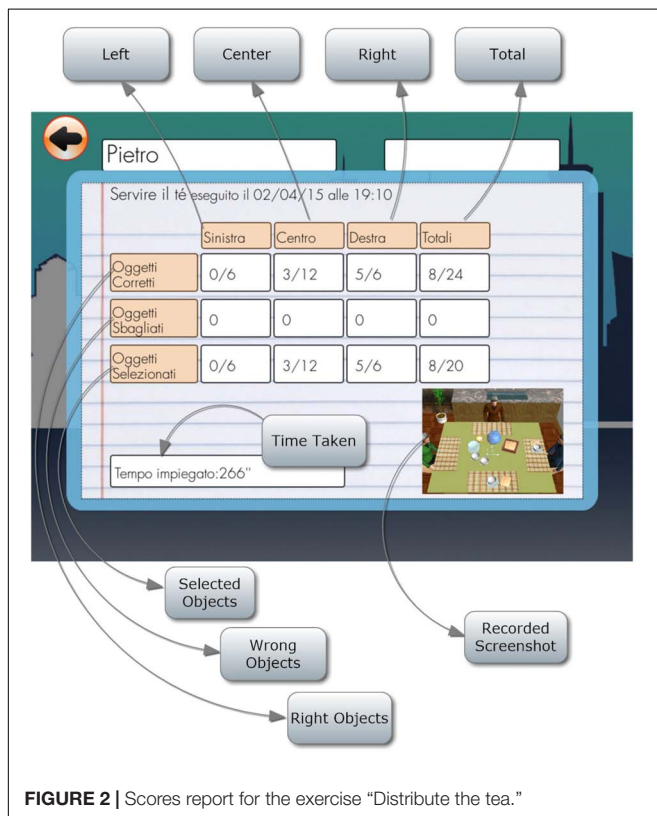 Left Center Right Total
Pietro
Servire il té eseguito il 02/04/15 alle 19:10
Sinistra Centro Destra Totali
Oggetti
Corretti
0/6 3/12 5/6 8/24
Oggetti
Sbagliati
0 0 0 0
Oggetti
Selezionati
0/6 3/12 5/6 8/20
Time Taken
Tempo impiegato:266"
Selected
Objects
Wrong
Objects
Recorded
Screenshot
Right Objects
FIGURE 2 | Scores report for the exercise “Distribute the tea.”